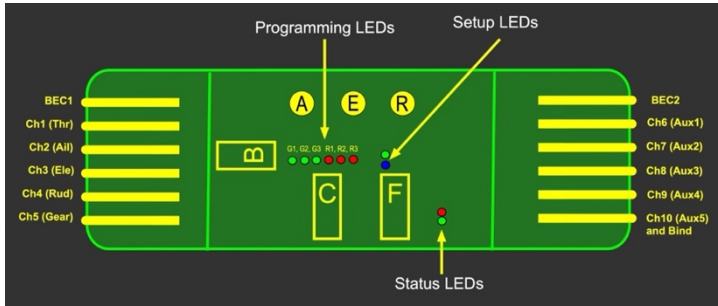 Programming LEDs
Setup LEDs
BEC1
Ch1 (Thr)
Ch2 (Ail)
Ch3 (Ele)
Ch4 (Rud)
Ch5 (Gear)
A E R
G1, G2, G3 R1, R2, R3
B
C
F
BEC2
Ch6 (Aux1)
Ch7 (Aux2)
Ch8 (Aux3)
Ch9 (Aux4)
Ch10 (Aux5)
and Bind
Status LEDs